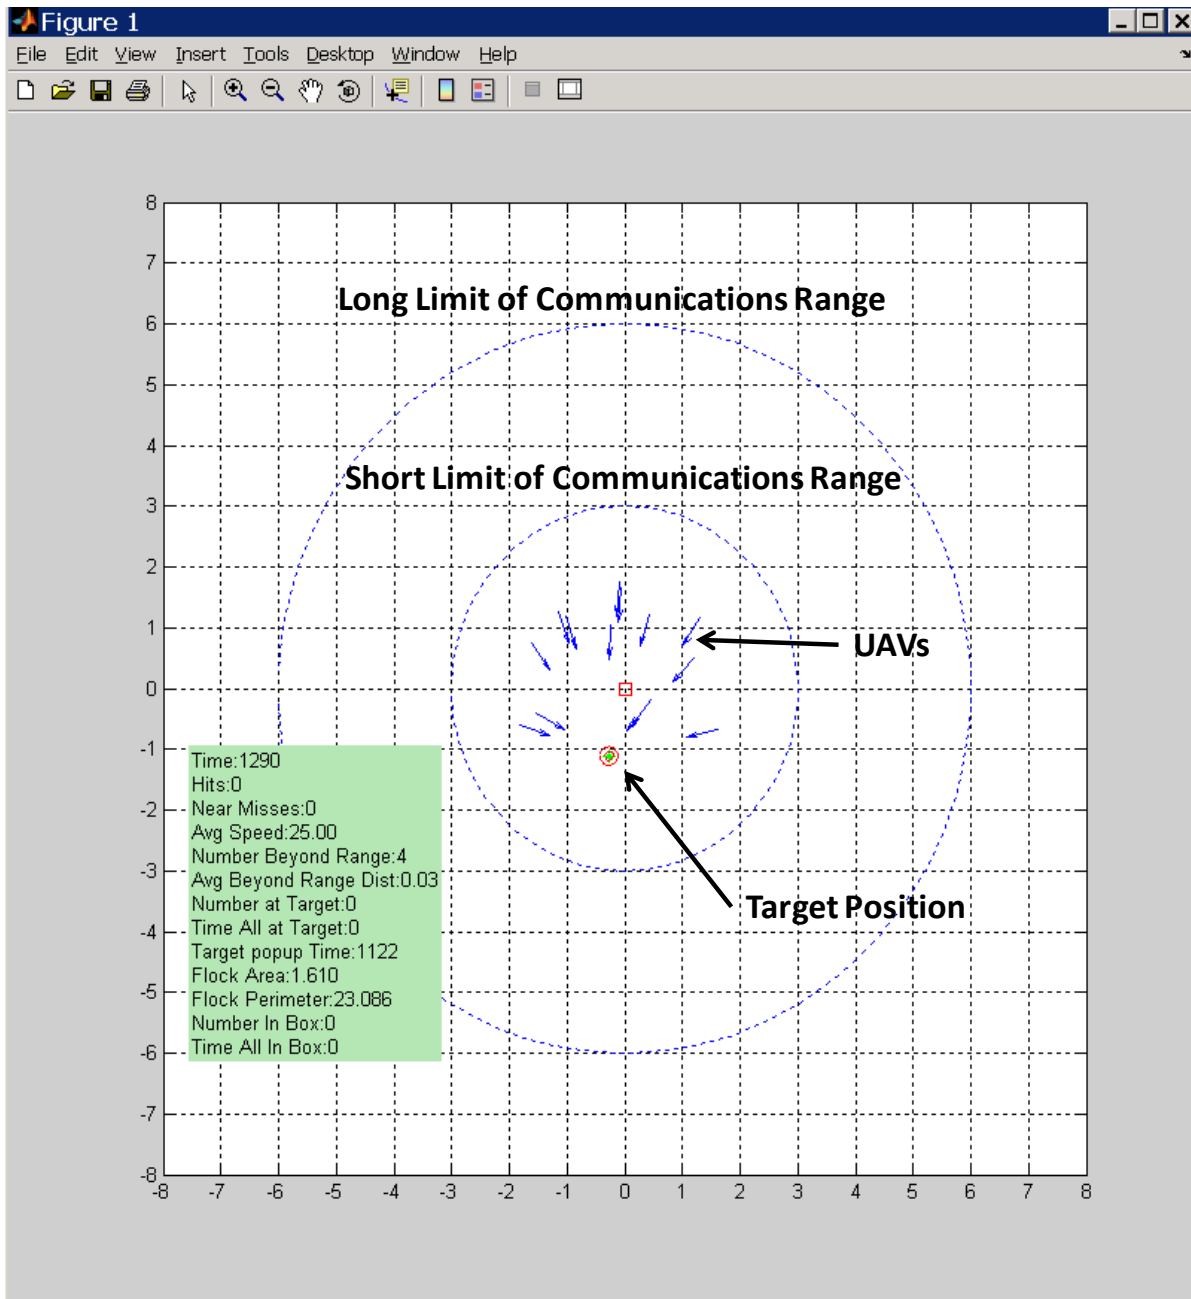 Figure 1
File Edit View Insert Tools Desktop Window Help
8
7
Long Limit of Communications Range
6
5
4
Short Limit of Communications Range
3
2
1
UAVs
0
-1
Time:1290
Hits:0
Near Misses:0
-2
Avg Speed:25.00
Number Beyond Range:4
-3
Avg Beyond Range Dist:0.03
Number at Target:0
Target Position
Time All at Target:0
-4
Target popup Time:1122
Flock Area:1.610
-5
Flock Perimeter:23.086
Number In Box:0
Time All In Box:0
-6
-7
-8
-8 -7 -6 -5 -4 -3 -2 -1 0 1 2 3 4 5 6 7 8